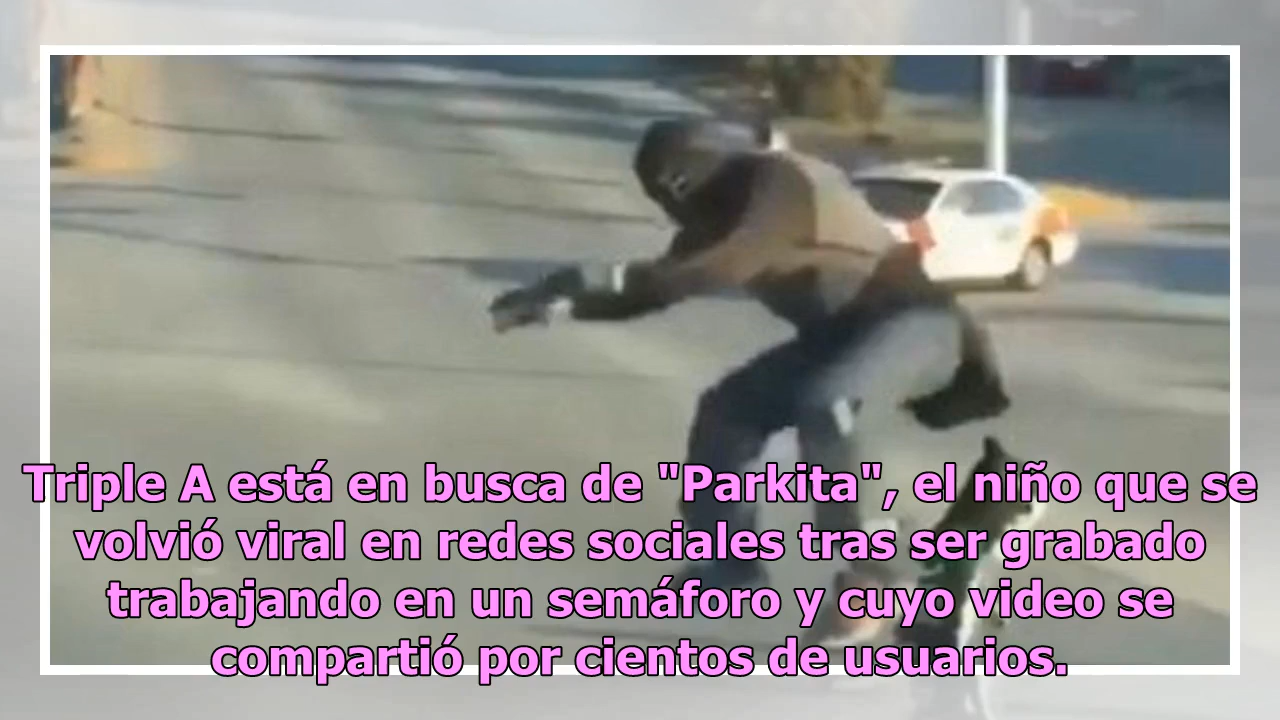 Triple A está en busca de "Parkita", el niño que se
volvió viral en redes sociales tras ser grabado
trabajando en un semáforo y cuyo video se
compartió por cientos de usuarios.